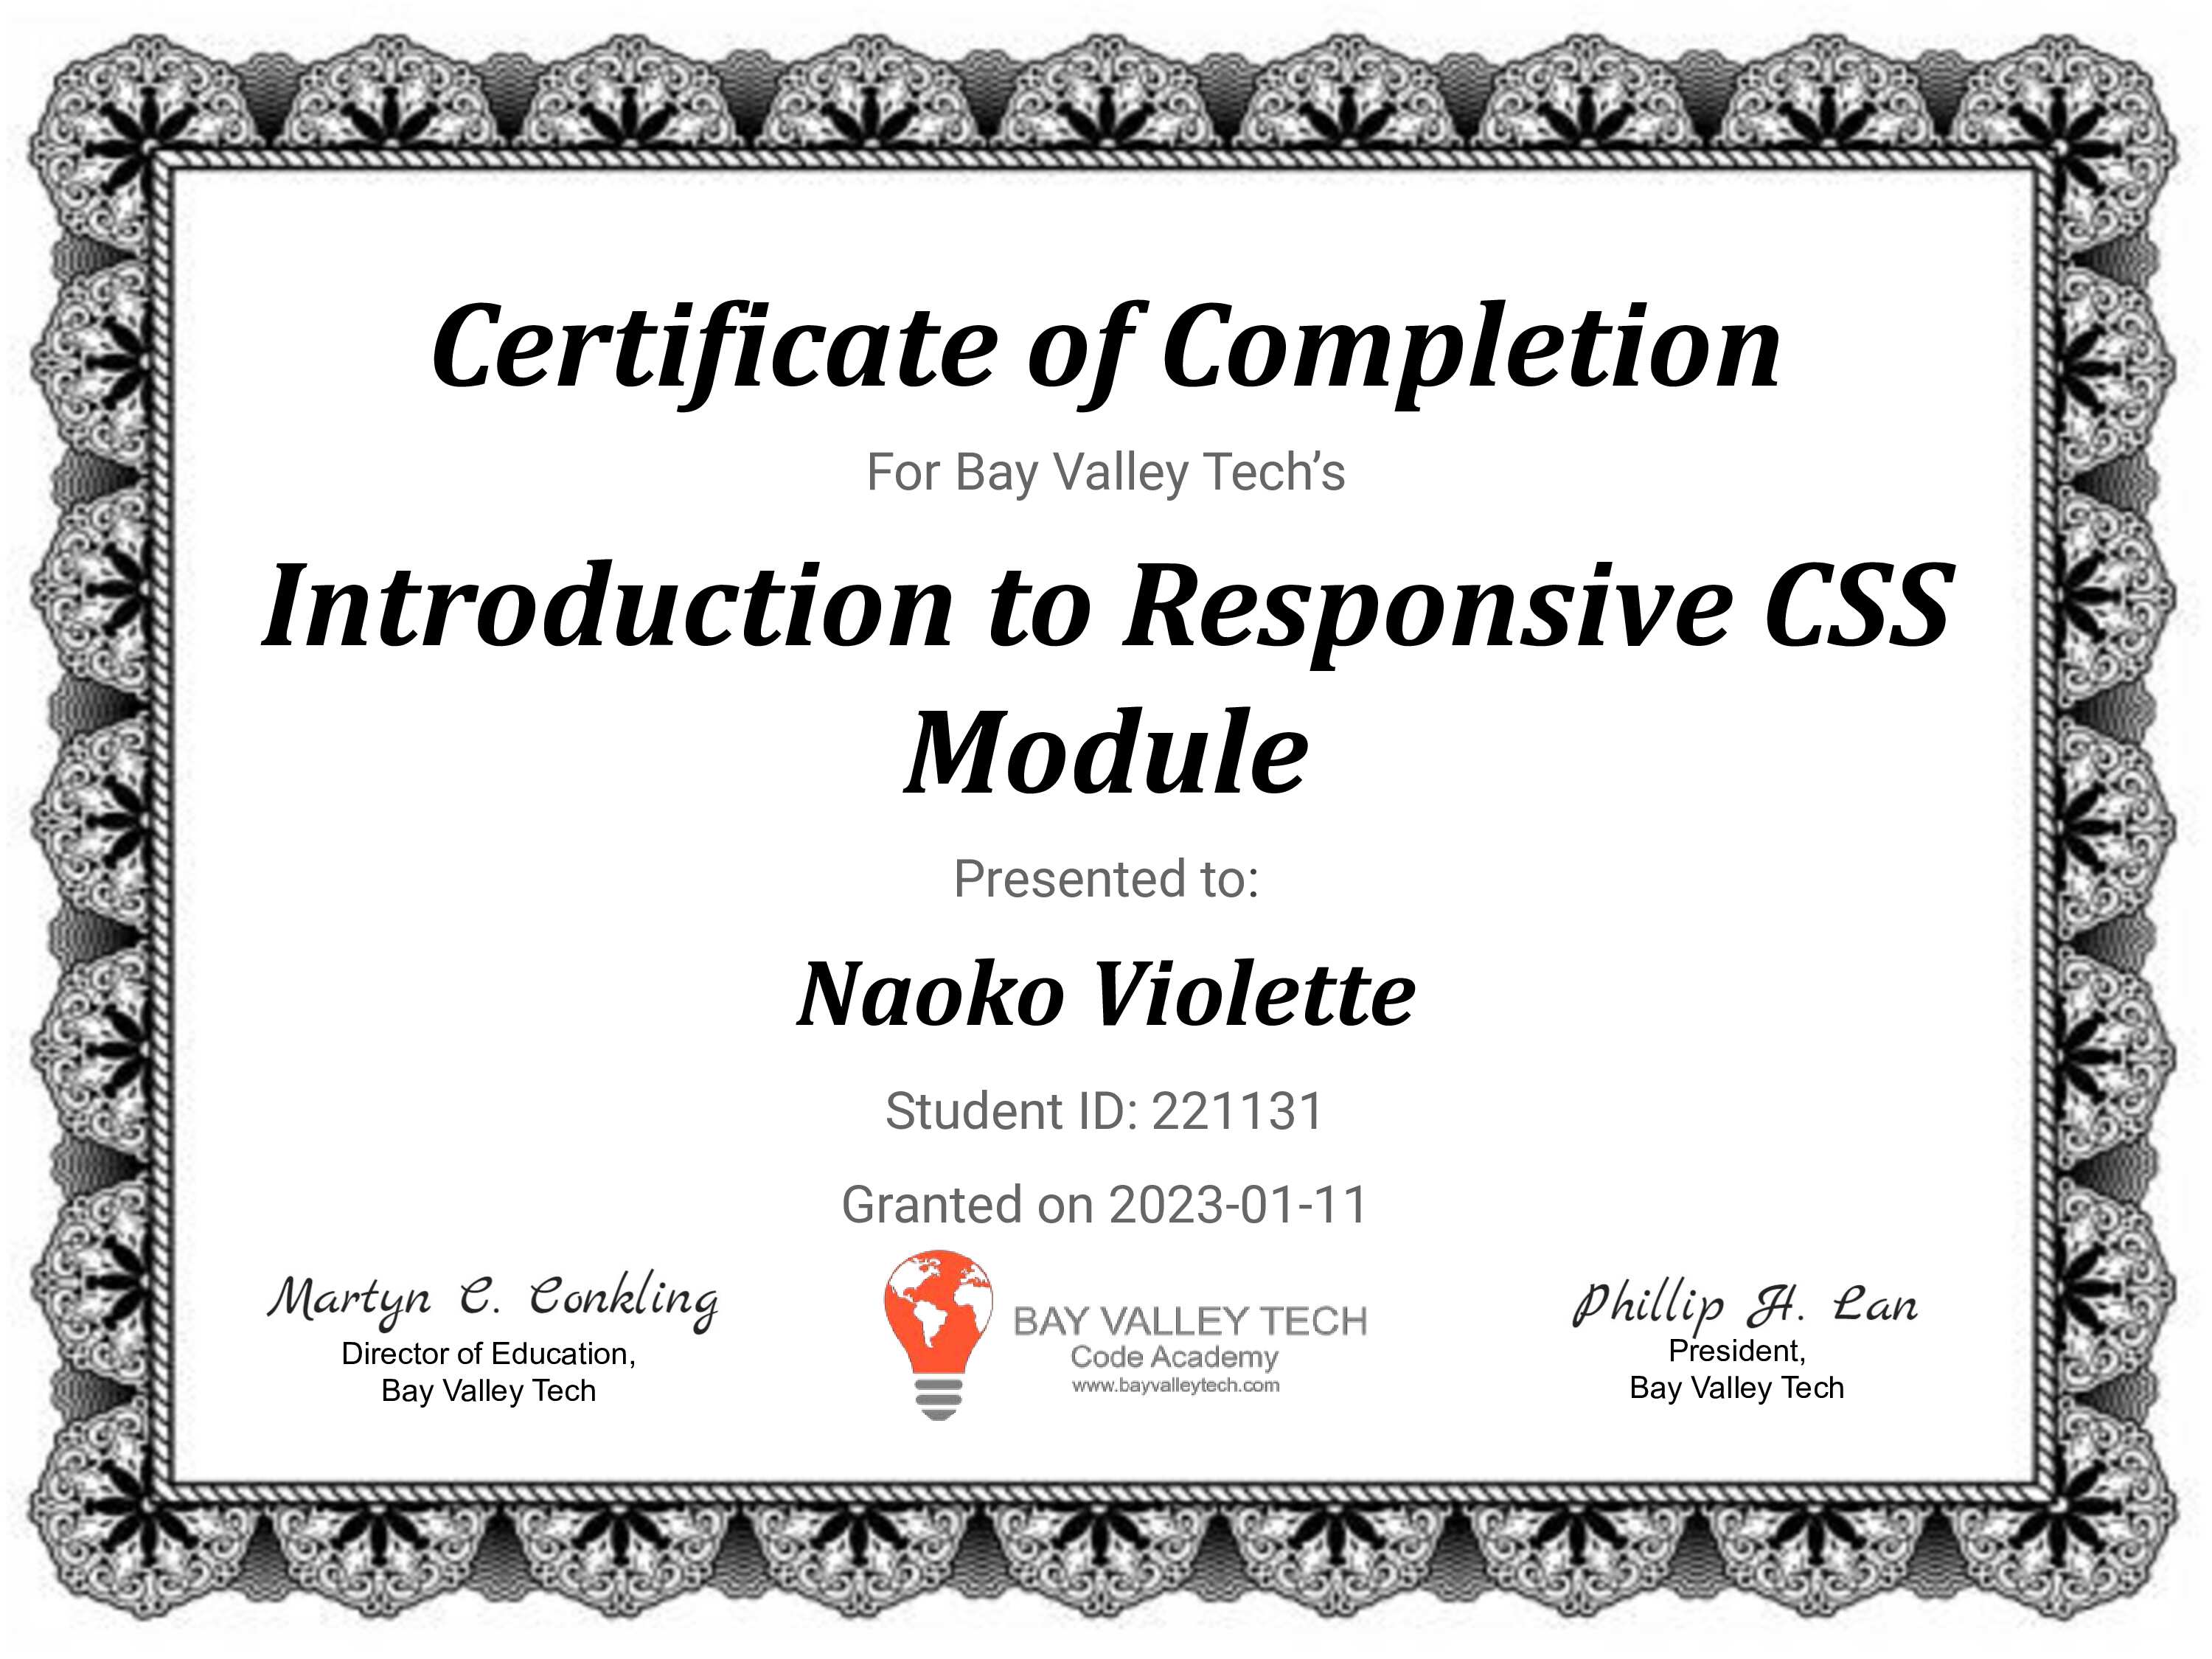 Certificate of Completion
For Bay Valley Tech’s
Introduction to Responsive CSS
Module
Presented to:
Naoko Violette
Student ID: 221131
Granted on 2023-01-11
Martyn C. Conkling
Director of Education,
Bay Valley Tech
BAY VALLEY TECH
Code Academy
www.bayvalleytech.com
Phillip H. Lan
President,
Bay Valley Tech